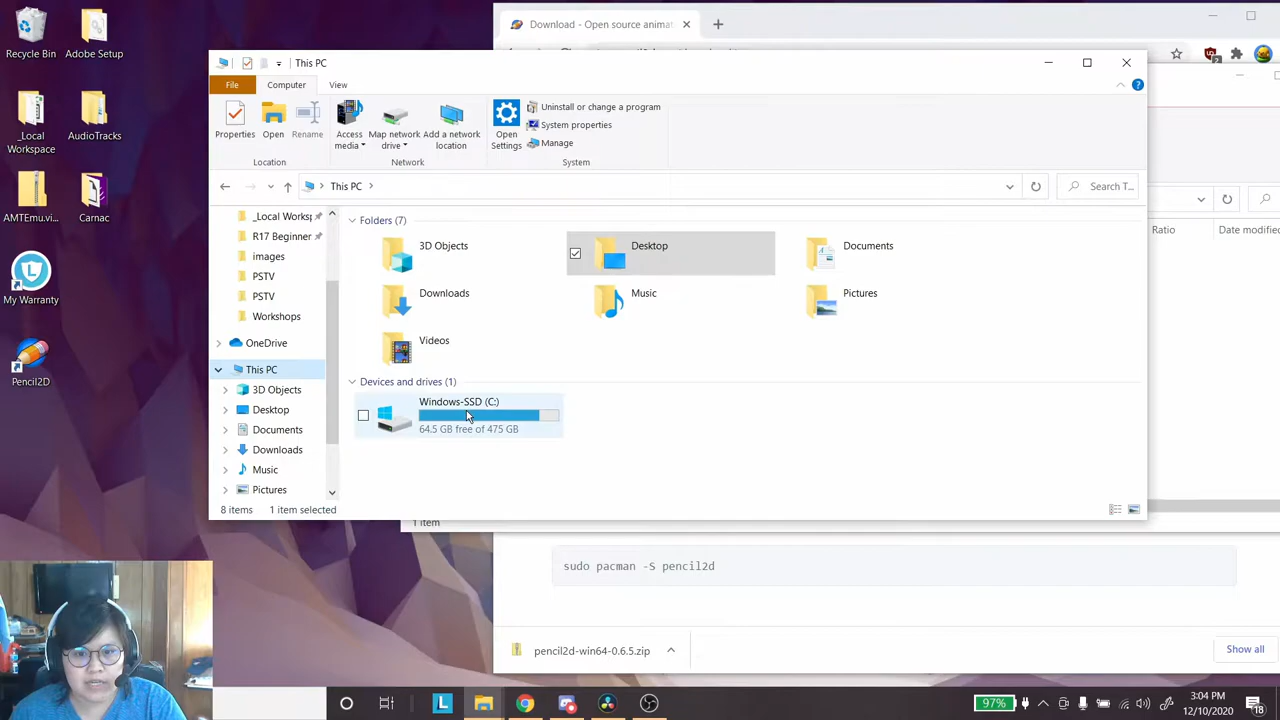 Recycle Bin
Adobe Setup
_Local
Workspace
AudioTracks
AMTEmu.vi...
Carnac
My Warranty
Pencil2D
Download - Open source animat
This PC
File
Computer
View
Properties
Open
Rename
Access
media
Map network
drive
Add a network
location
Open
Settings
Uninstall or change a program
System properties
Manage
Location
Network
System
This PC
Search T...
_Local Worksp
R17 Beginner
images
PSTV
PSTV
Workshops
OneDrive
This PC
3D Objects
Desktop
Documents
Downloads
Music
Pictures
Folders (7)
3D Objects
Desktop
Documents
Downloads
Music
Pictures
Videos
Devices and drives (1)
Windows-SSD (C:)
64.5 GB free of 475 GB
8 items
1 item selected
Ratio
Date modifie
1 item
sudo pacman -S pencil2d
pencil2d-win64-0.6.5.zip
Show all
97%
3:04 PM
12/10/2020
18